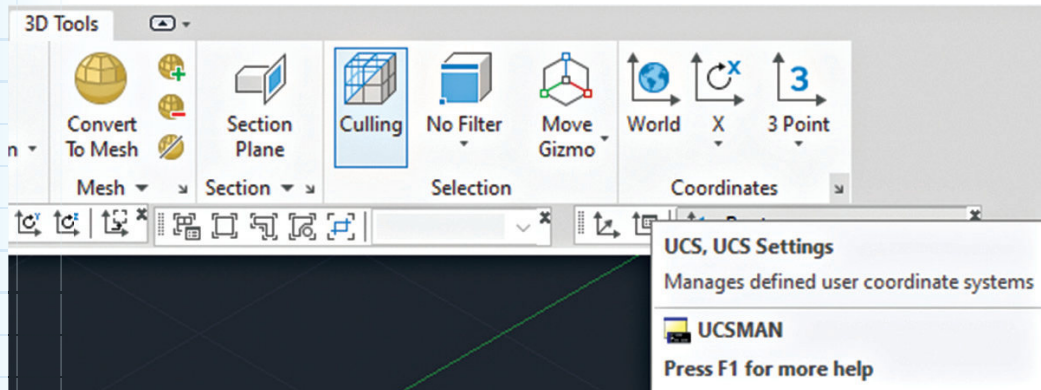 3D Tools
Convert To Mesh
Section Plane
Culling
No Filter
Move Gizmo
World
X
X
3
3 Point
Mesh
Section
Selection
Coordinates
UCS, UCS Settings
Manages defined user coordinate systems
UCSMAN
Press F1 for more help